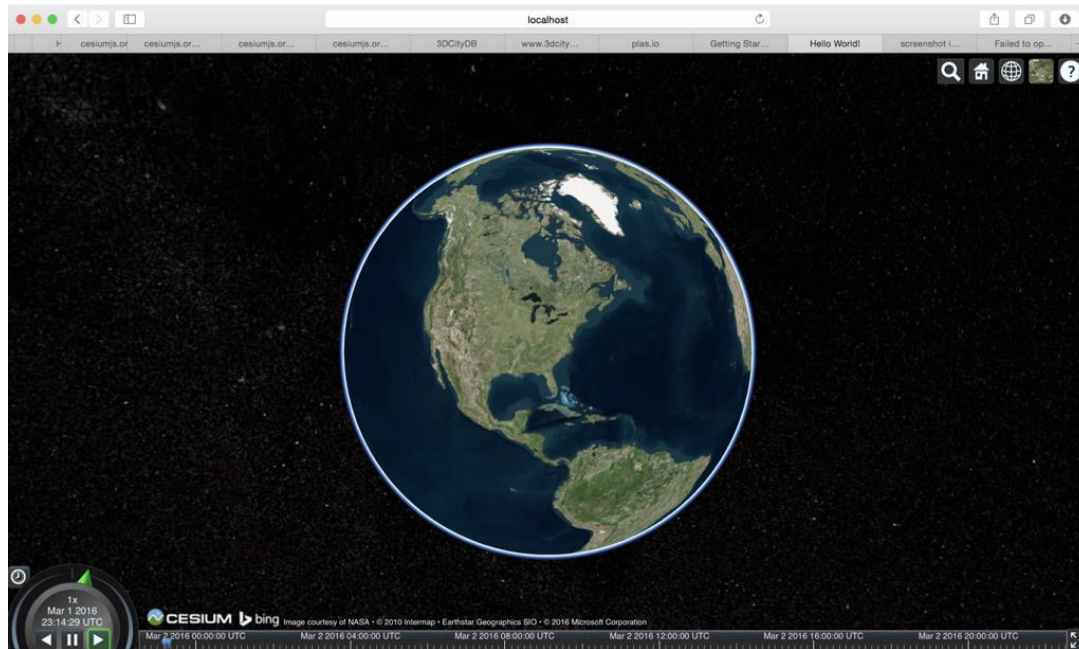 localhost
H cesiumjs.or cesiumjs.or... cesiumjs.or... cesiumjs.or... 3DCityDB www.3dcity... plas.io Getting Star... Hello World! screenshot i... Failed to op...
?
1x
Mar 1 2016
23:14:29 UTC
CESIUM bing Image courtesy of NASA • © 2010 Intermap • Earthstar Geographics SIO • © 2016 Microsoft Corporation
Mar 2 2016 00:00:00 UTC Mar 2 2016 04:00:00 UTC Mar 2 2016 08:00:00 UTC Mar 2 2016 12:00:00 UTC Mar 2 2016 16:00:00 UTC Mar 2 2016 20:00:00 UTC